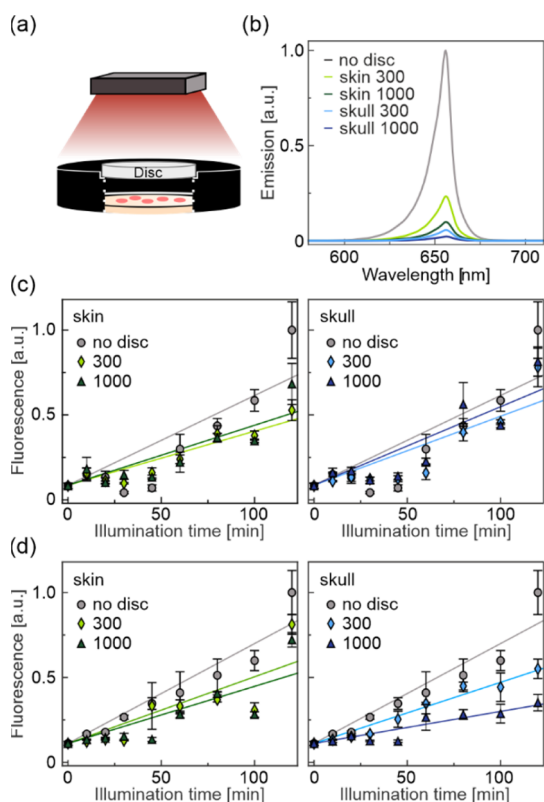 (a)
Disc
(b)
Emission [a.u.]
1.0
0.5
0
no disc
skin 300
skin 1000
skull 300
skull 1000
600
650
700
Wavelength [nm]
(c)
Fluorescence [a.u.]
1.0
0.5
0
skin
no disc
300
1000
0
50
100
Illumination time [min]
skull
no disc
300
1000
0
50
100
Illumination time [min]
(d)
Fluorescence [a.u.]
1.0
0.5
0
skin
no disc
300
1000
0
50
100
Illumination time [min]
skull
no disc
300
1000
0
50
100
Illumination time [min]